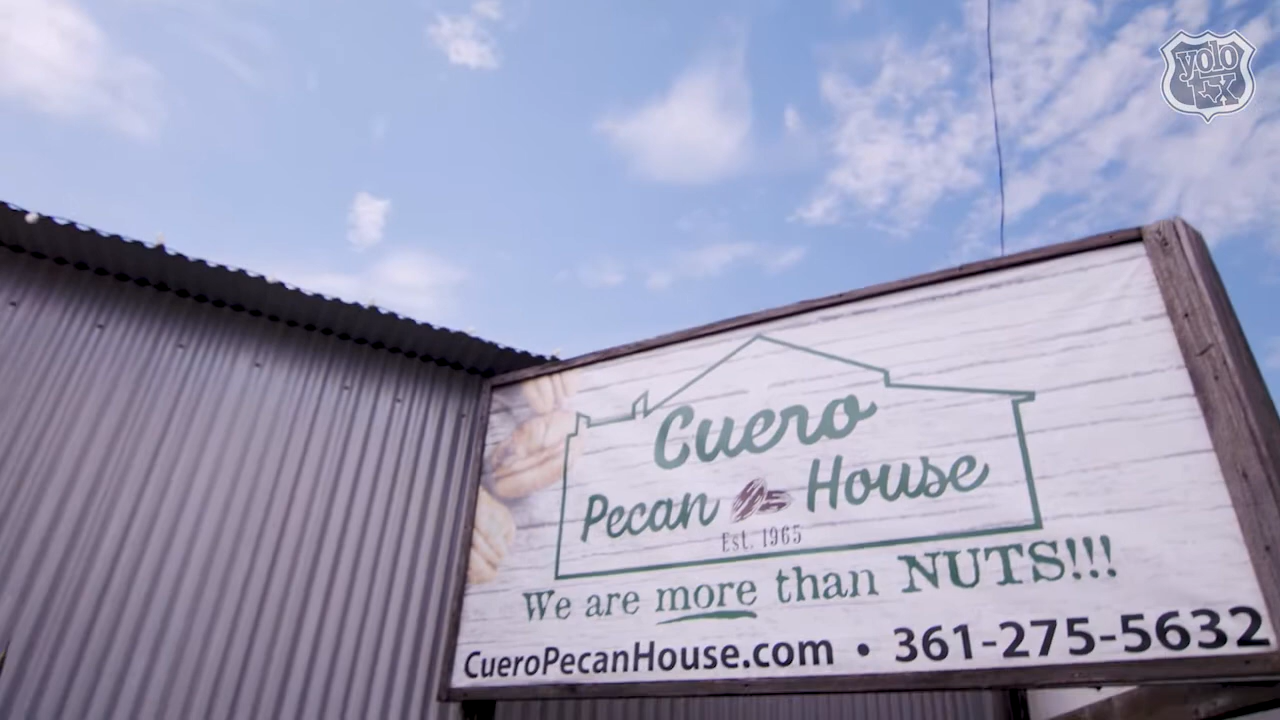 yolo
TX
Cuero
Pecan House
Est. 1965
We are more than NUTS!!!
CueroPecanHouse.com • 361-275-5632